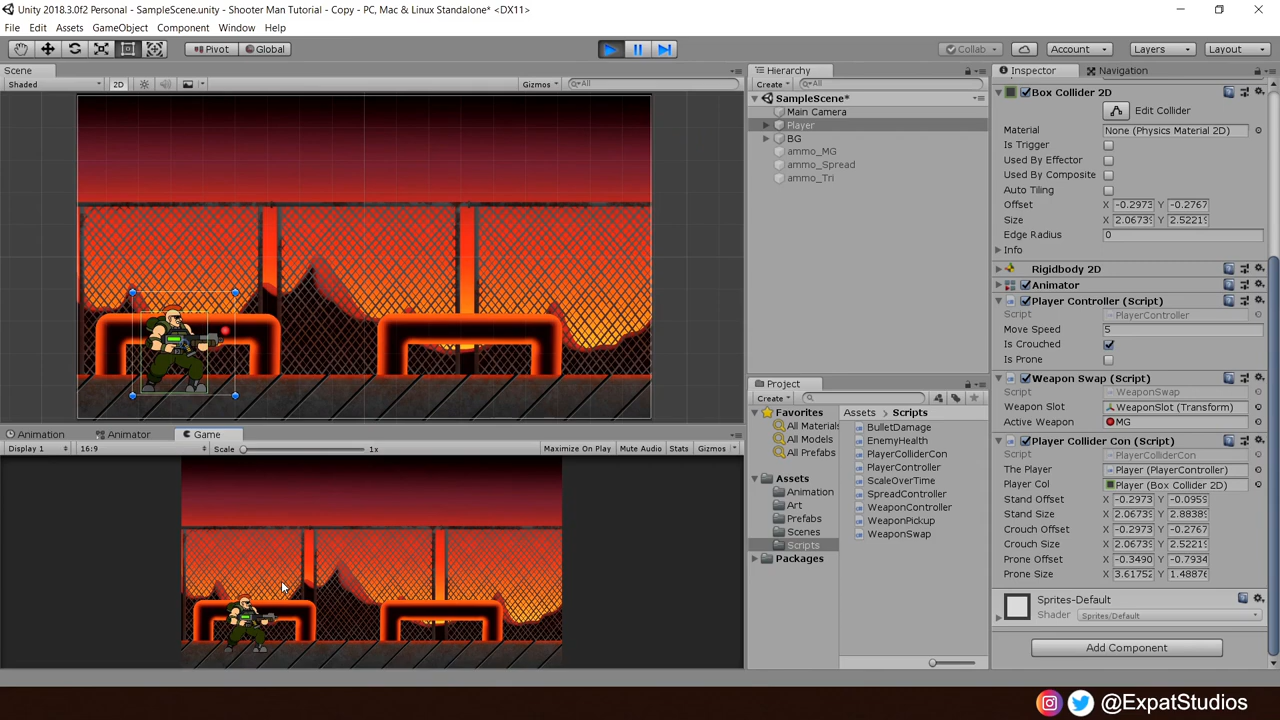 Unity 2018.3.0f2 Personal - SampleScene.unity - Shooter Man Tutorial - Copy - PC, Mac & Linux Standalone* <DX11>
File Edit Assets GameObject Component Window Help
Pivot Global Collab Account Layers Layout
Scene
Shaded 2D Gizmos All
Animation Animator Game
Display 1 16:9 Scale 1x Maximize On Play Mute Audio Stats Gizmos
Hierarchy
Create All
SampleScene*
Main Camera
Player
BG
ammo_MG
ammo_Spread
ammo_Tri
Project
Create
Favorites
All Material
All Models
All Prefabs
Assets
Animation
Art
Prefabs
Scenes
Scripts
Packages
Assets Scripts
BulletDamage
EnemyHealth
PlayerColliderCon
PlayerController
ScaleOverTime
SpreadController
WeaponController
WeaponPickup
WeaponSwap
Inspector Navigation
Box Collider 2D
Edit Collider
Material None (Physics Material 2D)
Is Trigger
Used By Effector
Used By Composite
Auto Tiling
Offset X -0.2973 Y -0.2767
Size X 2.06739 Y 2.52219
Edge Radius 0
Info
Rigidbody 2D
Animator
Player Controller (Script)
Script PlayerController
Move Speed 5
Is Crouched
Is Prone
Weapon Swap (Script)
Script WeaponSwap
Weapon Slot WeaponSlot (Transform)
Active Weapon MG
Player Collider Con (Script)
Script PlayerColliderCon
The Player Player (PlayerController)
Player Col Player (Box Collider 2D)
Stand Offset X -0.2973 Y -0.0959
Stand Size X 2.06739 Y 2.88389
Crouch Offset X -0.2973 Y -0.2767
Crouch Size X 2.06739 Y 2.52219
Prone Offset X -0.3490 Y -0.7934
Prone Size X 3.61752 Y 1.48876
Sprites-Default
Shader Sprites/Default
Add Component
@ExpatStudios